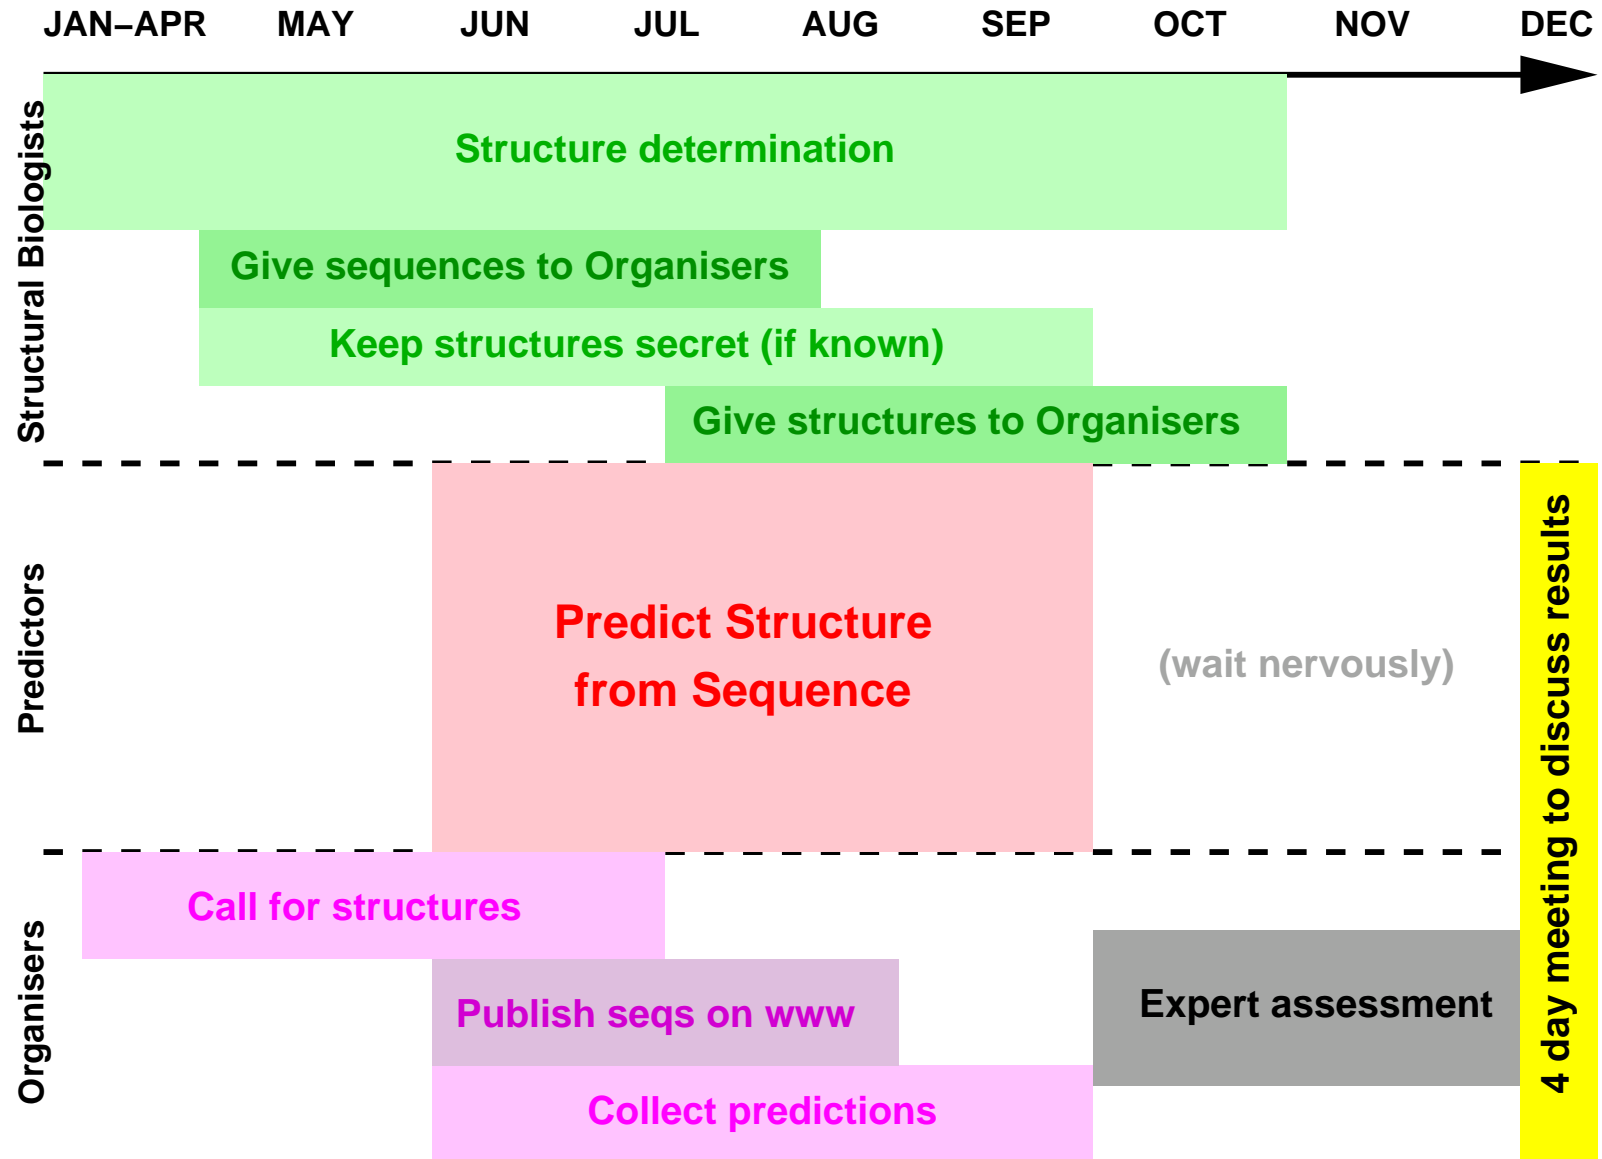 JAN–APR MAY JUN JUL AUG SEP OCT NOV DEC
Structural Biologists
Structure determination
Give sequences to Organisers
Keep structures secret (if known)
Give structures to Organisers
Predictors
Predict Structure
from Sequence
(wait nervously)
4 day meeting to discuss results
Organisers
Call for structures
Publish seqs on www
Expert assessment
Collect predictions